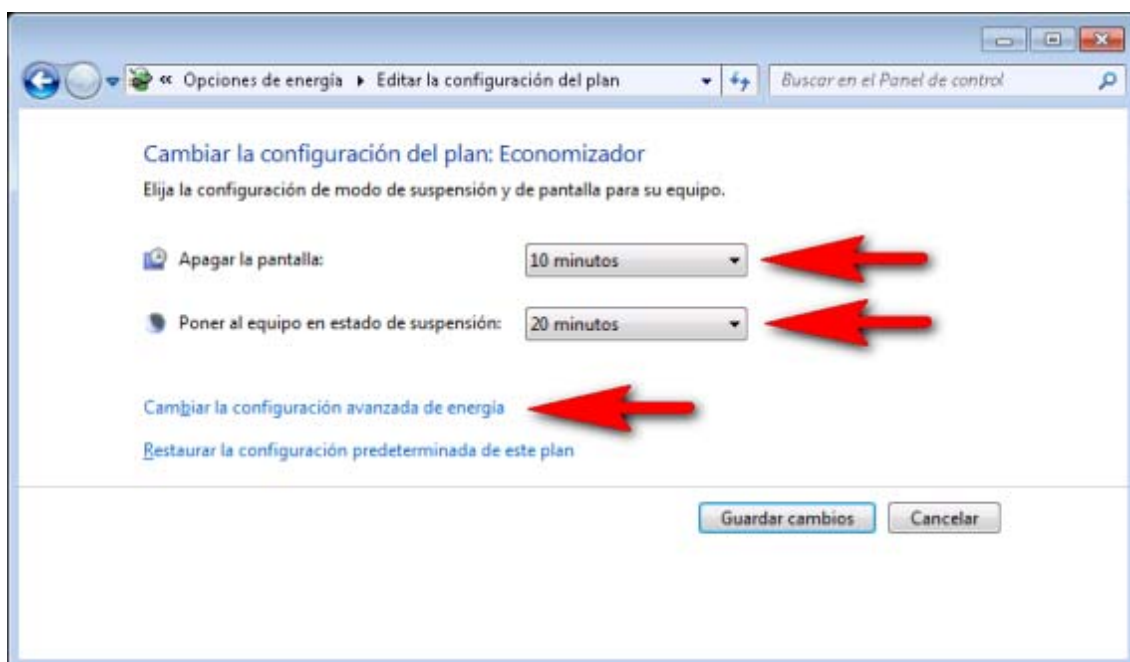 « Opciones de energía ▸ Editar la configuración del plan
Buscar en el Panel de control
Cambiar la configuración del plan: Economizador
Elija la configuración de modo de suspensión y de pantalla para su equipo.
Apagar la pantalla: 10 minutos
Poner al equipo en estado de suspensión: 20 minutos
Cambiar la configuración avanzada de energía
Restaurar la configuración predeterminada de este plan
Guardar cambios Cancelar